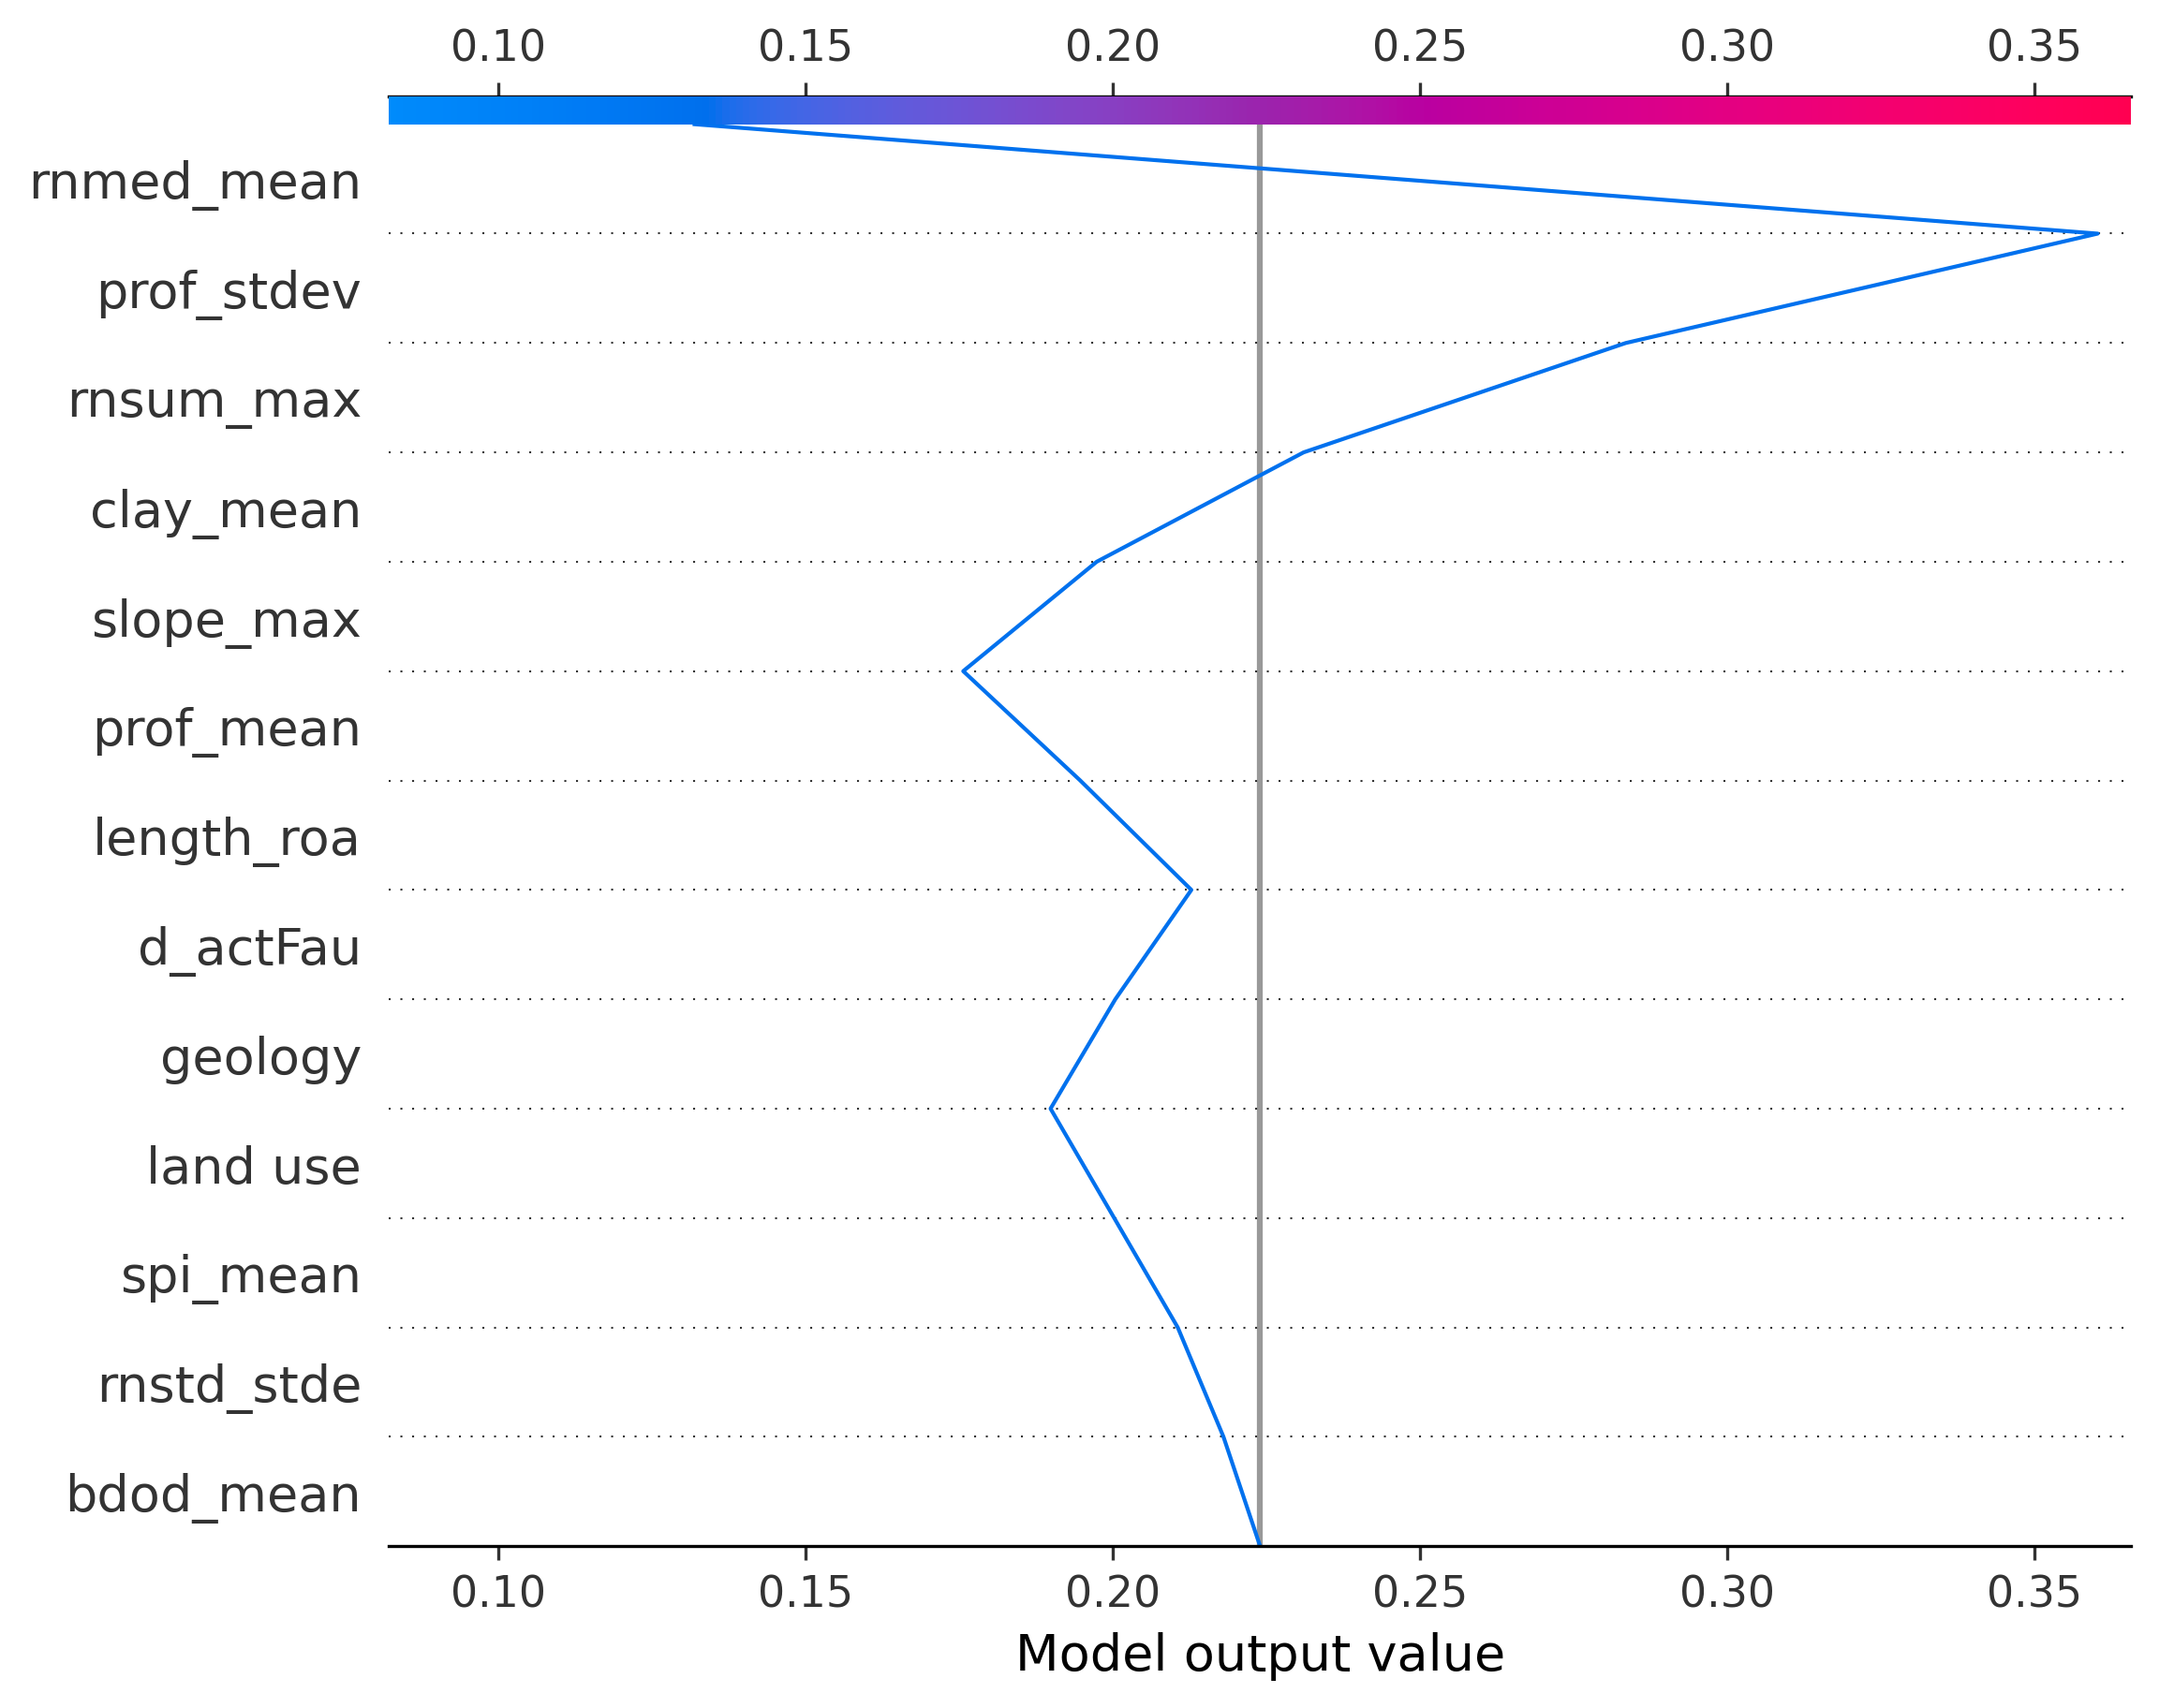 0.10 0.15 0.20 0.25 0.30 0.35
rnmed_mean
prof_stdev
rnsum_max
clay_mean
slope_max
prof_mean
length_roa
d_actFau
geology
land use
spi_mean
rnstd_stde
bdod_mean
0.10 0.15 0.20 0.25 0.30 0.35
Model output value